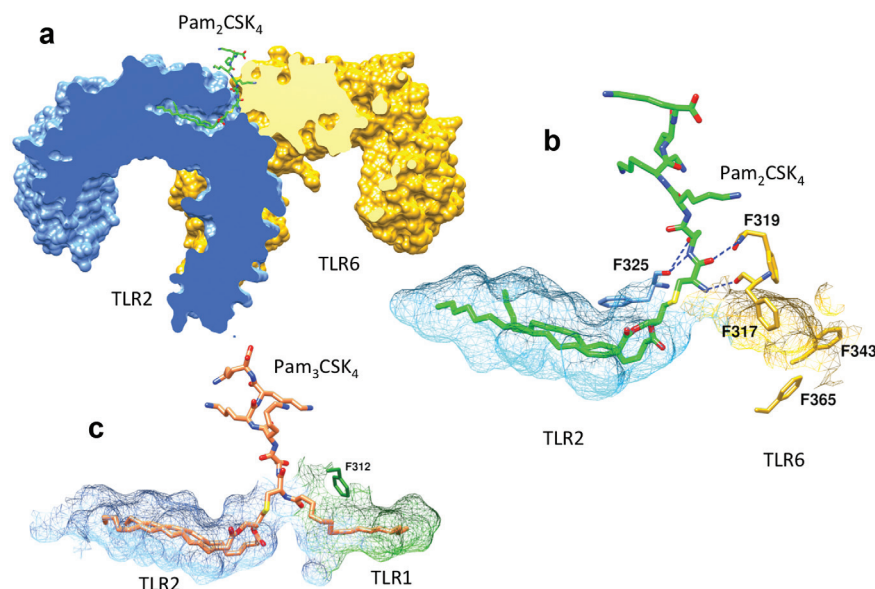 Pam₂CSK₄
a
TLR2
TLR6
b
Pam₂CSK₄
F319
F325
F317
F343
F365
TLR2
TLR6
Pam₃CSK₄
c
F312
TLR2
TLR1